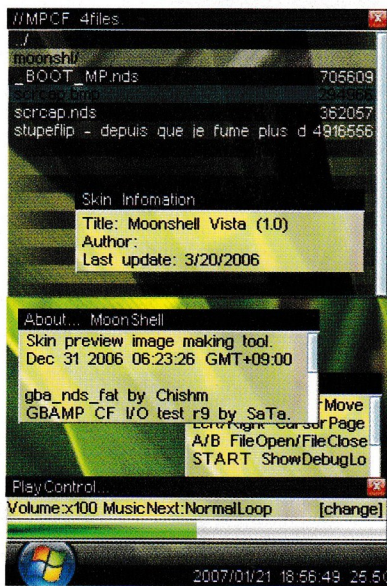 //MPCF 4files.
../
moonshl/
_BOOT_MP.nds 705609
scrcap.bmp 294966
scrcap.nds 362057
stupeflip - depuis que je fume plus d 4916556
Skin Infomation
Title: Moonshell Vista (1.0)
Author:
Last update: 3/20/2006
About... MoonShell
Skin preview image making tool.
Dec 31 2006 06:23:26 GMT+09:00
gba_nds_fat by Chishm
GBAMP CF I/O test r9 by SaTa.
Move
Page
A/B FileOpen/FileClose
START ShowDebugLo
PlayControl...
Volume:x100 MusicNext:NormalLoop [change]
2007/01/21 18:56:49 25.5